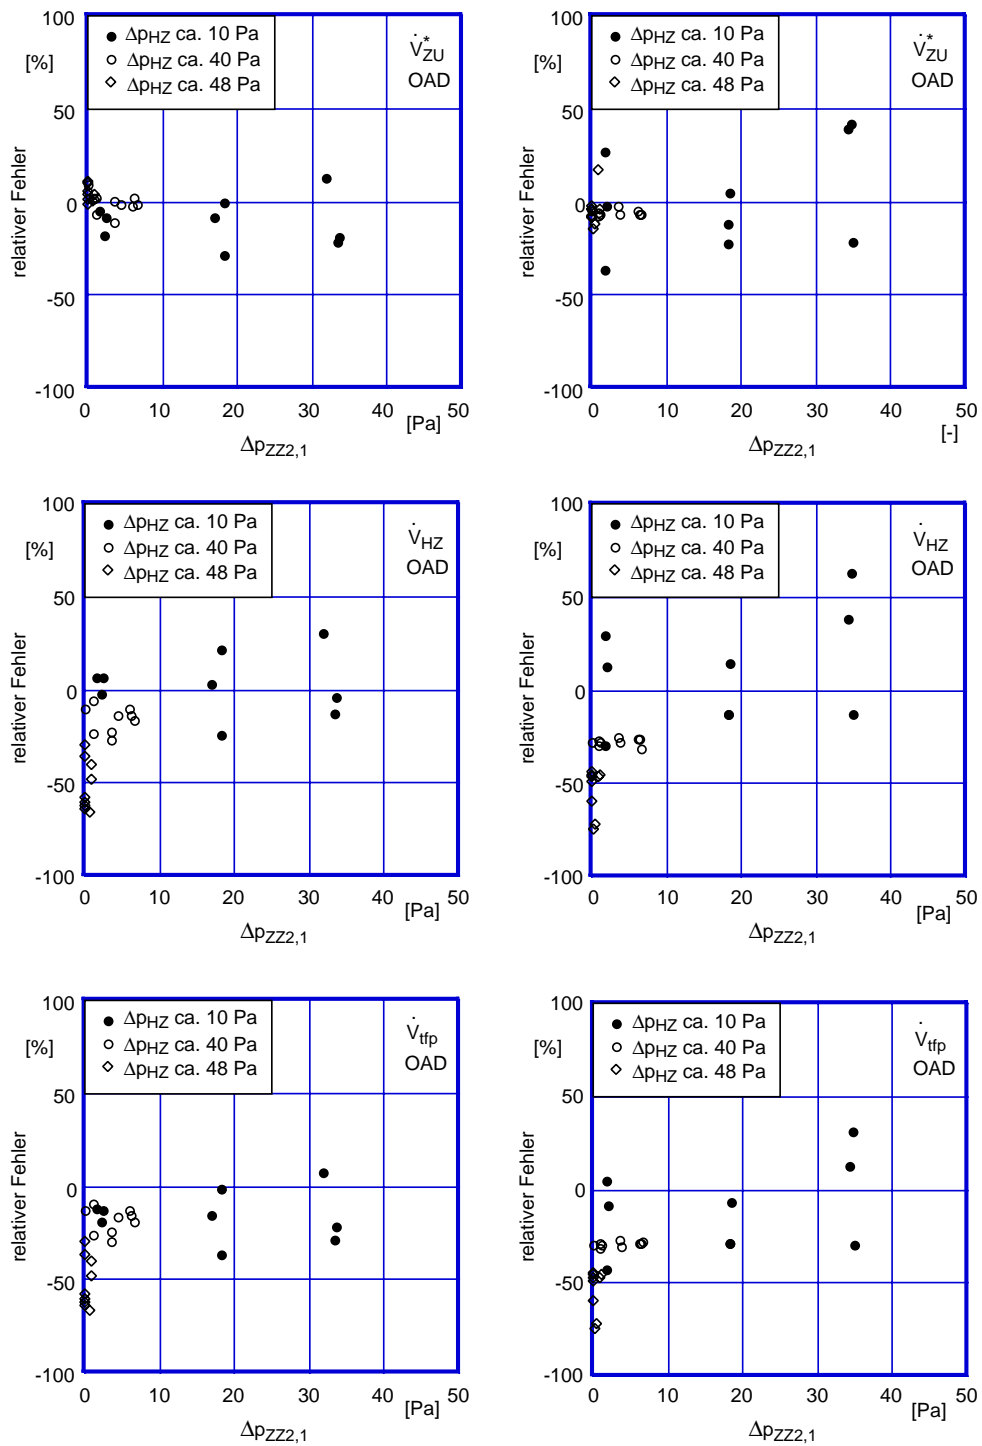 100
[%]
50
0
-50
-100
relativer Fehler
● ΔpHZ ca. 10 Pa
○ ΔpHZ ca. 40 Pa
◇ ΔpHZ ca. 48 Pa
V̇*ZU
OAD
0 10 20 30 40 50
[Pa]
ΔpZZ2,1
100
[%]
50
0
-50
-100
relativer Fehler
● ΔpHZ ca. 10 Pa
○ ΔpHZ ca. 40 Pa
◇ ΔpHZ ca. 48 Pa
V̇*ZU
OAD
0 10 20 30 40 50
[-]
ΔpZZ2,1
100
[%]
50
0
-50
-100
relativer Fehler
● ΔpHZ ca. 10 Pa
○ ΔpHZ ca. 40 Pa
◇ ΔpHZ ca. 48 Pa
V̇HZ
OAD
0 10 20 30 40 50
[Pa]
ΔpZZ2,1
100
[%]
50
0
-50
-100
relativer Fehler
● ΔpHZ ca. 10 Pa
○ ΔpHZ ca. 40 Pa
◇ ΔpHZ ca. 48 Pa
V̇HZ
OAD
0 10 20 30 40 50
[Pa]
ΔpZZ2,1
100
[%]
50
0
-50
-100
relativer Fehler
● ΔpHZ ca. 10 Pa
○ ΔpHZ ca. 40 Pa
◇ ΔpHZ ca. 48 Pa
V̇tfp
OAD
0 10 20 30 40 50
[Pa]
ΔpZZ2,1
100
[%]
50
0
-50
-100
relativer Fehler
● ΔpHZ ca. 10 Pa
○ ΔpHZ ca. 40 Pa
◇ ΔpHZ ca. 48 Pa
V̇tfp
OAD
0 10 20 30 40 50
[Pa]
ΔpZZ2,1